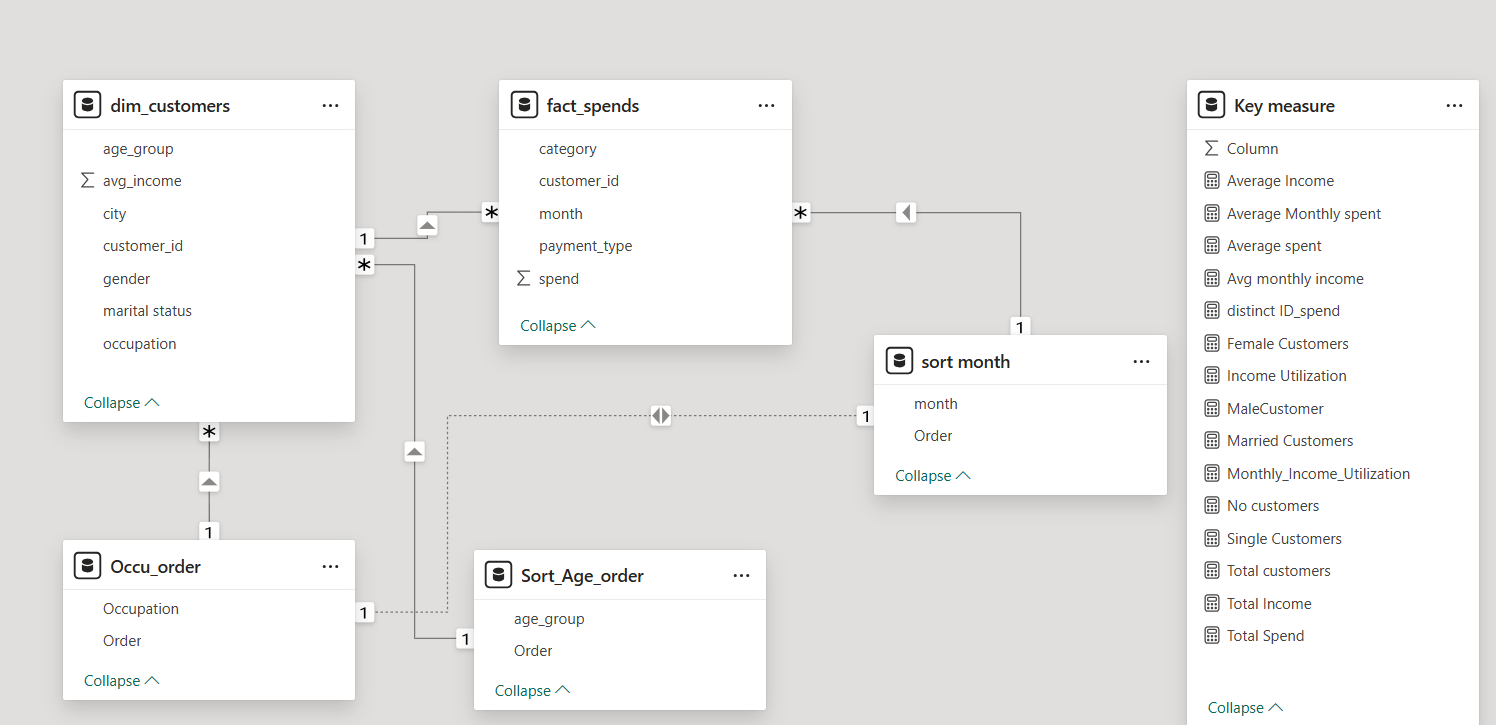 dim_customers
age_group
avg_income
city
customer_id
gender
marital status
occupation
Collapse
fact_spends
category
customer_id
month
payment_type
spend
Collapse
sort month
month
Order
Collapse
Key measure
Column
Average Income
Average Monthly spent
Average spent
Avg monthly income
distinct ID_spend
Female Customers
Income Utilization
MaleCustomer
Married Customers
Monthly_Income_Utilization
No customers
Single Customers
Total customers
Total Income
Total Spend
Collapse
Occu_order
Occupation
Order
Collapse
Sort_Age_order
age_group
Order
Collapse
1
*
*
*
1
1
*
1
1
1